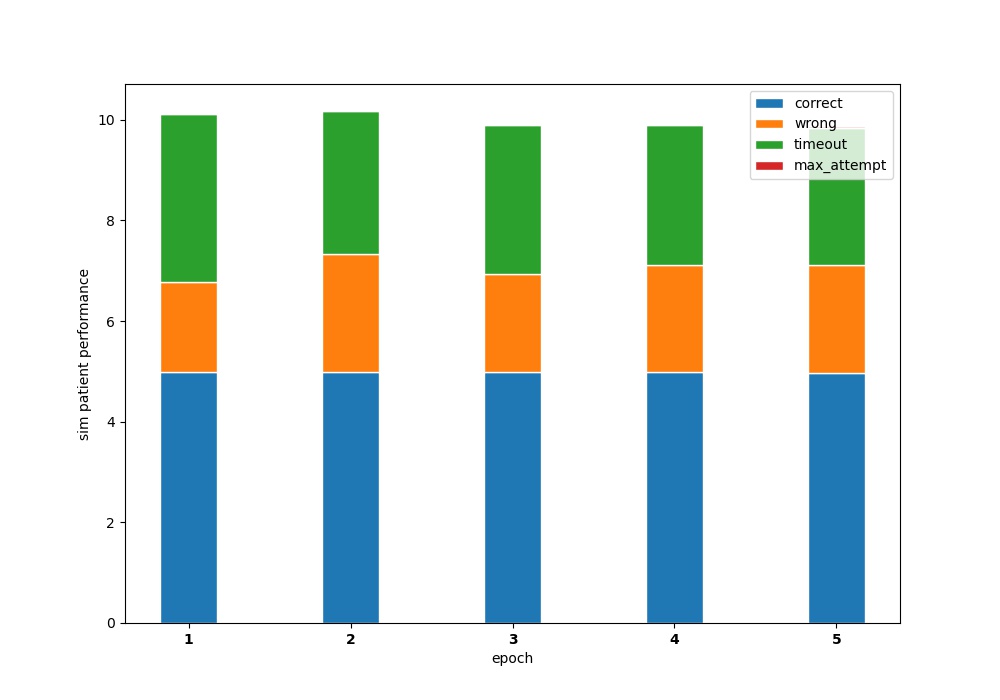 correct
wrong
timeout
max_attempt
10
8
6
4
2
0
sim patient performance
1 2 3 4 5
epoch